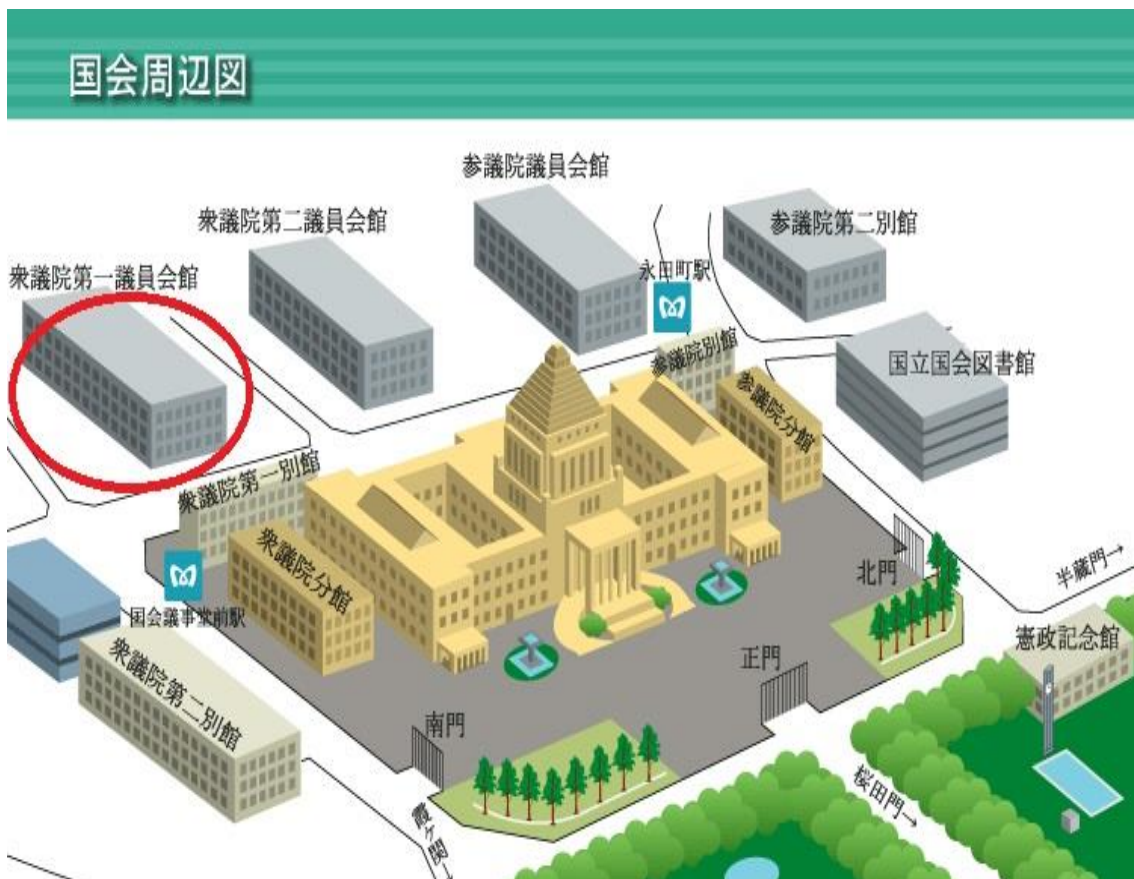 国会周辺図
参議院議員会館
衆議院第二議員会館
参議院第二別館
衆議院第一議員会館
永田町駅
参議院別館
国立国会図書館
参議院分館
衆議院第一別館
衆議院分館
北門
半蔵門→
国会議事堂前駅
憲政記念館
衆議院第二別館
正門
南門
桜田門→
霞ヶ関→